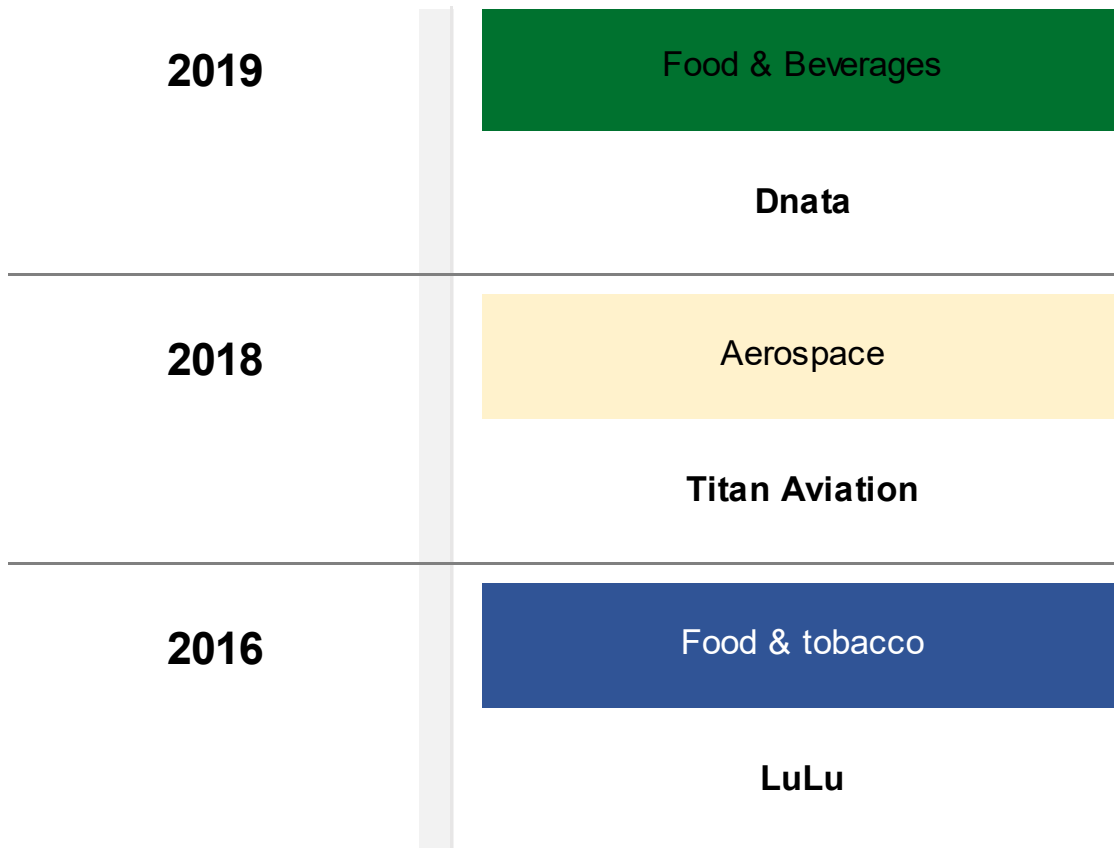 2019
Food & Beverages
Dnata
2018
Aerospace
Titan Aviation
2016
Food & tobacco
LuLu